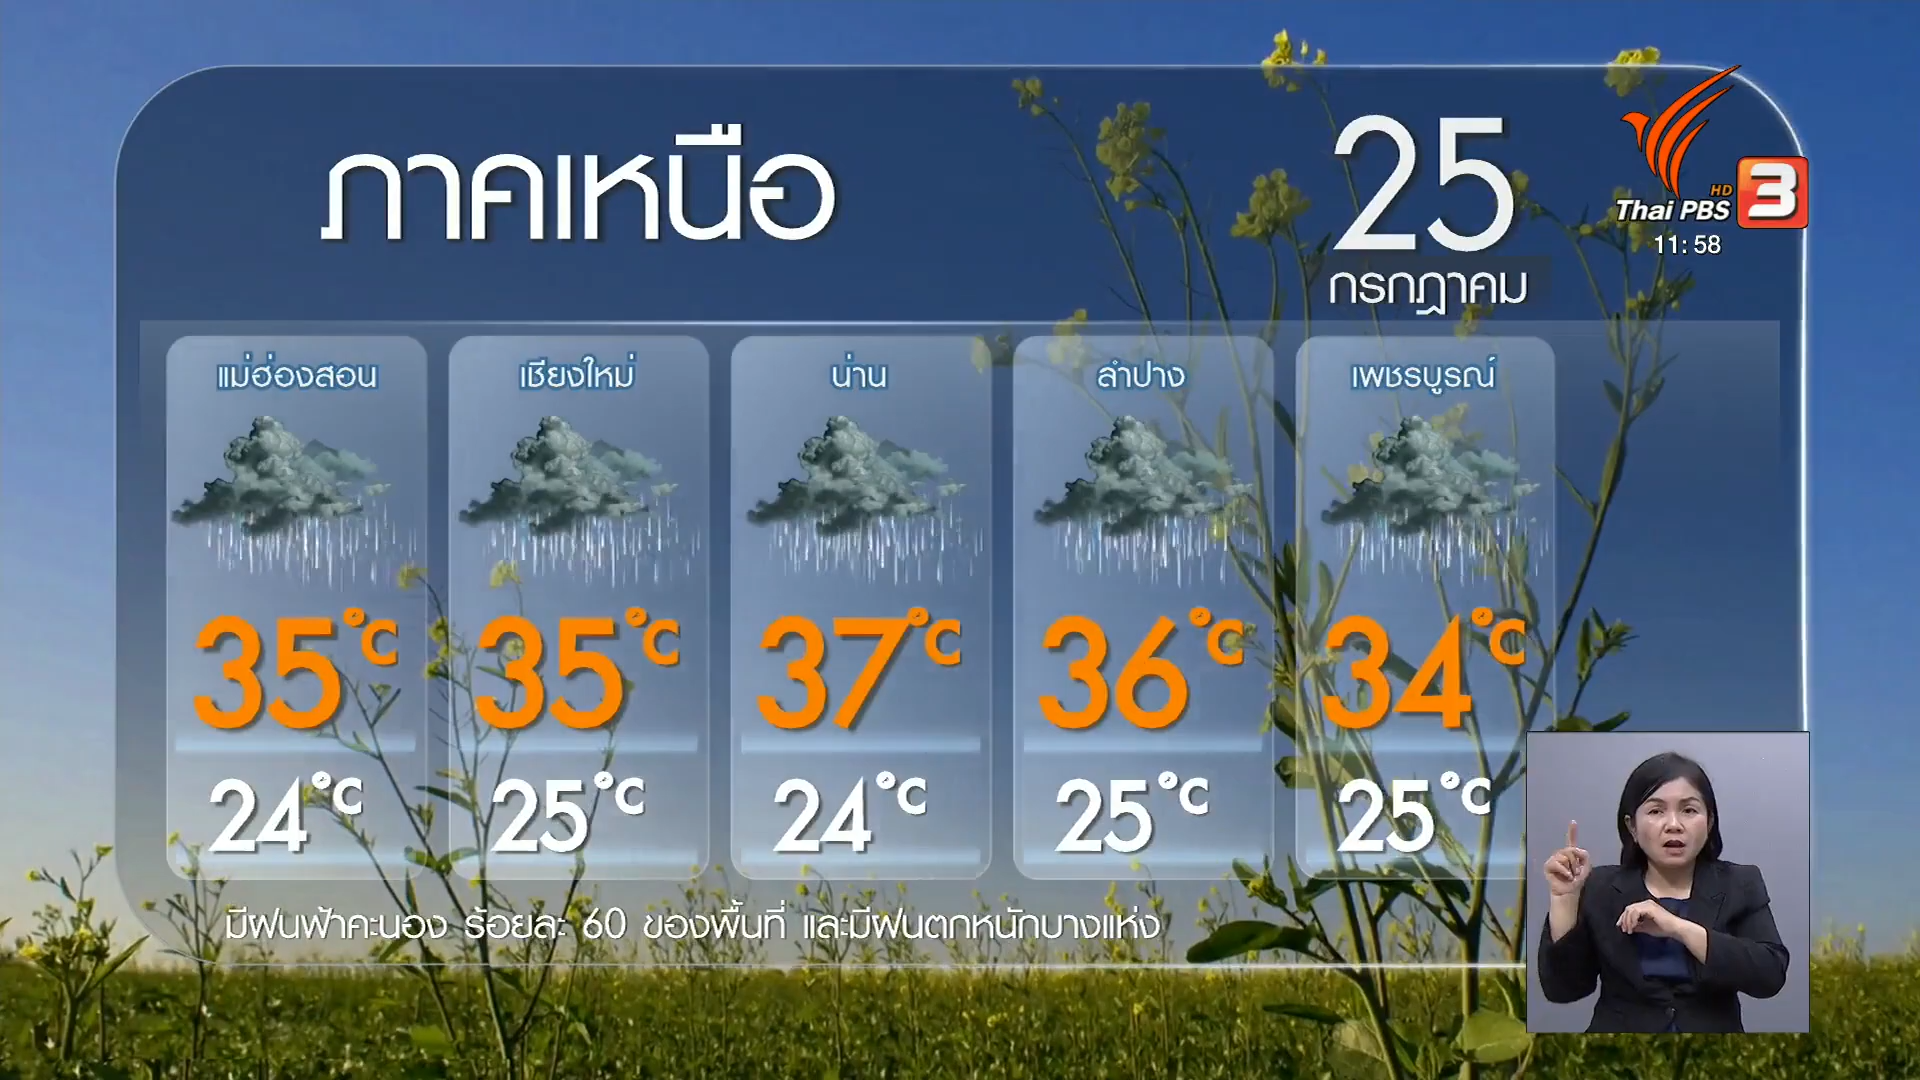 ภาคเหนือ
25
กรกฎาคม
HD
Thai PBS
3
11:58
แม่ฮ่องสอน
เชียงใหม่
น่าน
ลำปาง
เพชรบูรณ์
35°C
35°C
37°C
36°C
34°C
24°C
25°C
24°C
25°C
25°C
มีฝนฟ้าคะนอง ร้อยละ 60 ของพื้นที่ และมีฝนตกหนักบางแห่ง